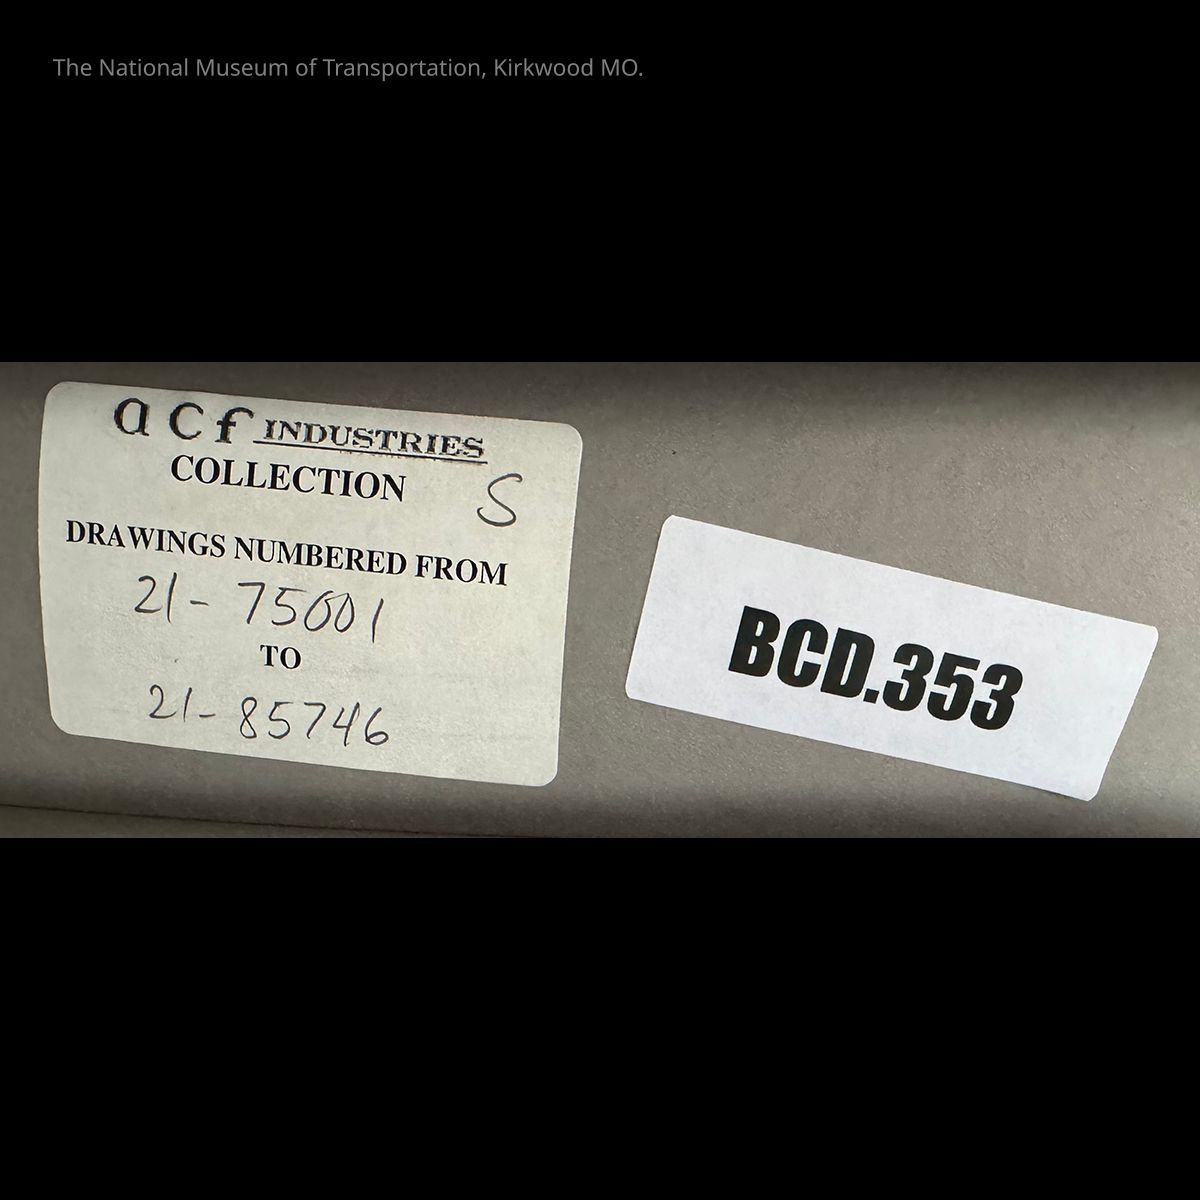 The National Museum of Transportation, Kirkwood MO.
acf INDUSTRIES
COLLECTION S
DRAWINGS NUMBERED FROM
21-75001
TO
21-85746
BCD.353